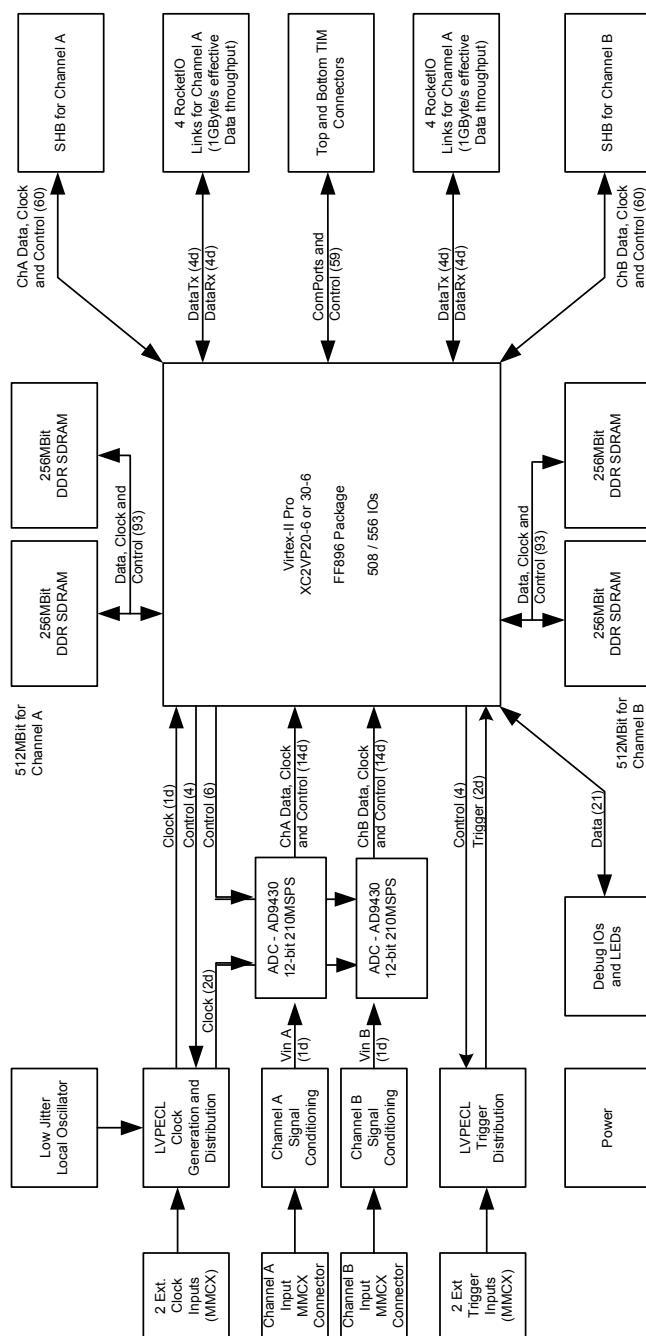 SHB for Channel A
4 RocketIO
Links for Channel A
(1GByte/s effective
Data throughput)
Top and Bottom TIM
Connectors
4 RocketIO
Links for Channel A
(1GByte/s effective
Data throughput)
SHB for Channel B
ChA Data, Clock
and Control (60)
DataTx (4d)
DataRx (4d)
ComPorts and
Control (59)
DataTx (4d)
DataRx (4d)
ChB Data, Clock
and Control (60)
256MBit
DDR SDRAM
256MBit
DDR SDRAM
Data, Clock and
Control (93)
512MBit for
Channel A
Virtex-II Pro
XC2VP20-6 or 30-6
FF896 Package
508 / 556 IOs
256MBit
DDR SDRAM
256MBit
DDR SDRAM
Data, Clock and
Control (93)
512MBit for
Channel B
Clock (1d)
Control (4)
Control (6)
ChA Data, Clock
and Control (14d)
ChB Data, Clock
and Control (14d)
Control (4)
Trigger (2d)
Data (21)
Clock (2d)
ADC - AD9430
12-bit 210MSPS
ADC - AD9430
12-bit 210MSPS
Debug IOs
and LEDs
Vin A
(1d)
Vin B
(1d)
Low Jitter
Local Oscillator
LVPECL
Clock
Generation and
Distribution
Channel A
Signal
Conditioning
Channel B
Signal
Conditioning
LVPECL
Trigger
Distribution
Power
2 Ext.
Clock
Inputs
(MMCX)
Channel A
Input
MMCX
Connector
Channel B
Input
MMCX
Connector
2 Ext
Trigger
Inputs
(MMCX)